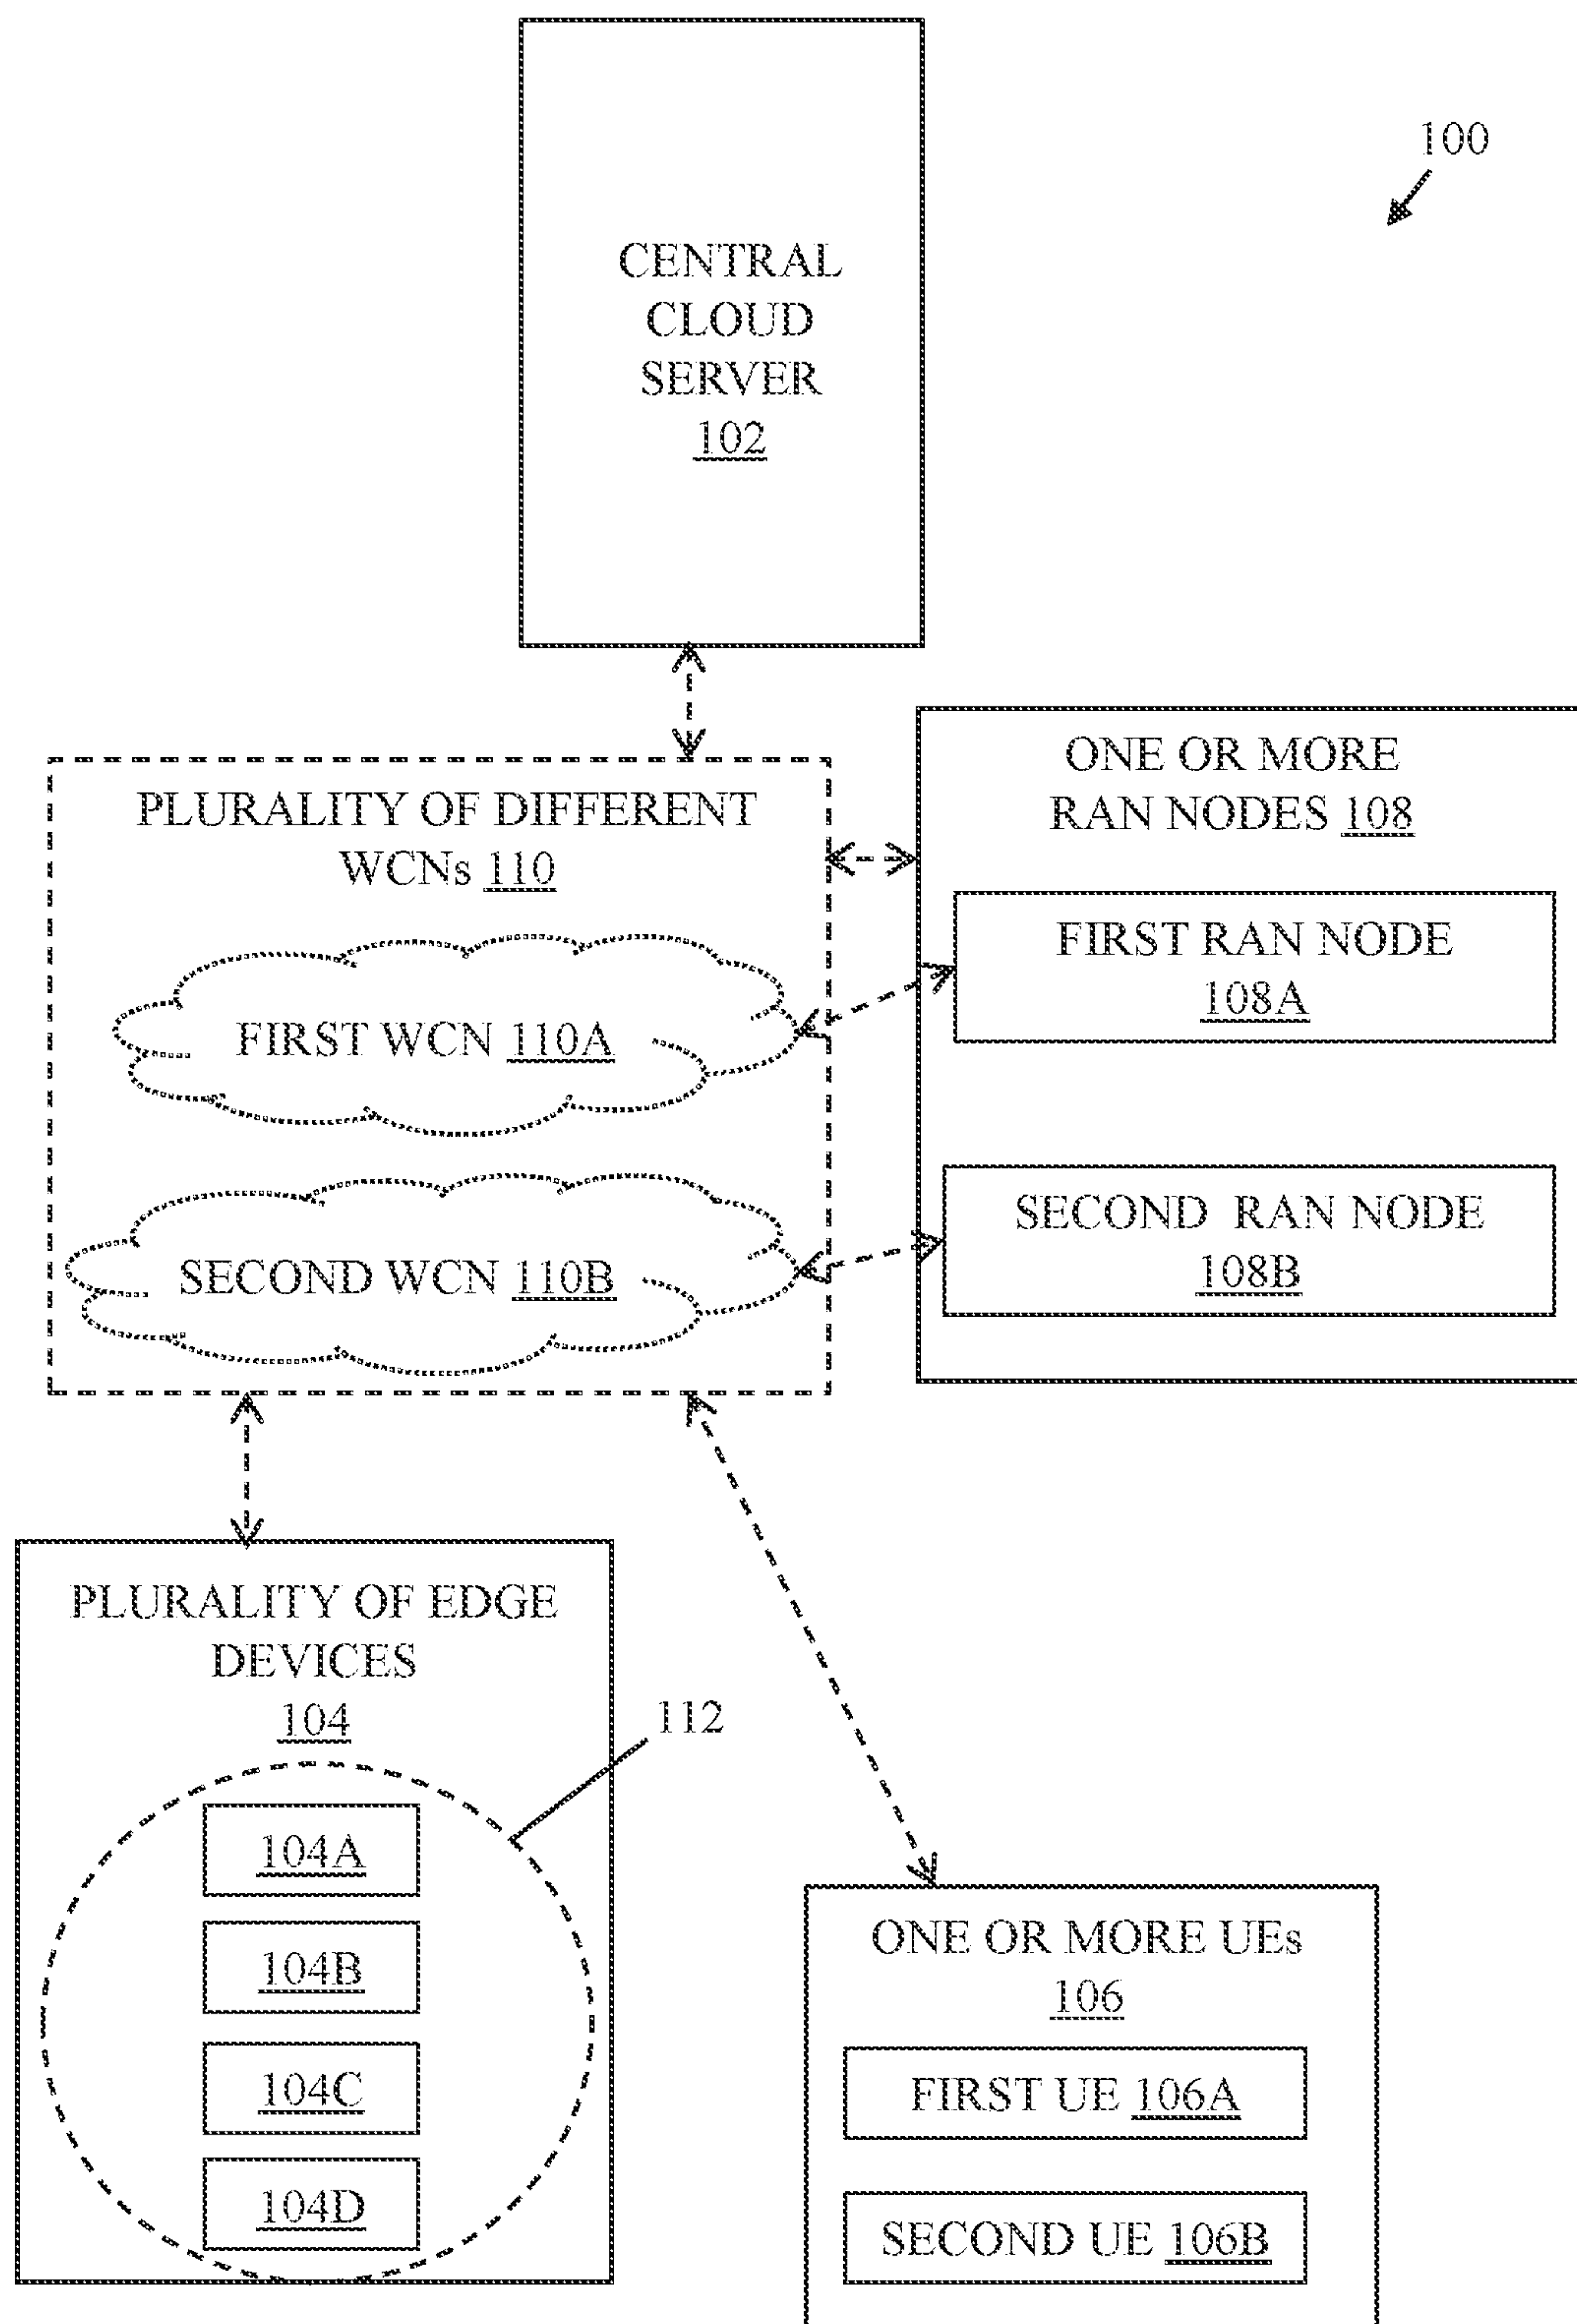 100
CENTRAL
CLOUD
SERVER
102
PLURALITY OF DIFFERENT
WCNs 110
FIRST WCN 110A
SECOND WCN 110B
ONE OR MORE
RAN NODES 108
FIRST RAN NODE
108A
SECOND RAN NODE
108B
PLURALITY OF EDGE
DEVICES
104
112
104A
104B
104C
104D
ONE OR MORE UEs
106
FIRST UE 106A
SECOND UE 106B